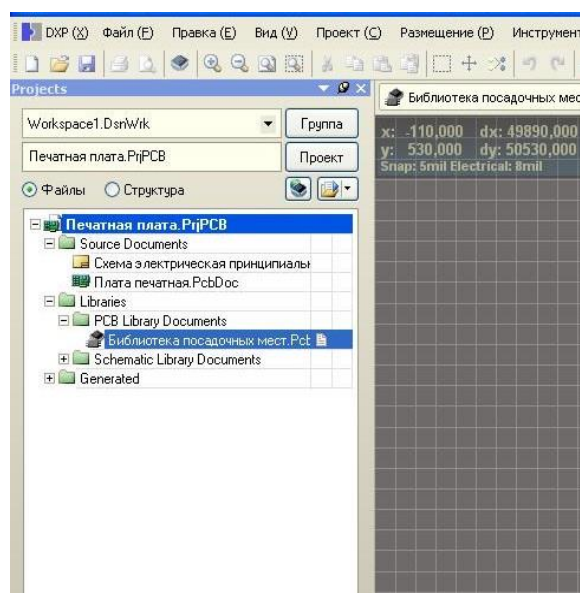 DXP (X) Файл (F) Правка (E) Вид (V) Проект (C) Размещение (P) Инструмент
Projects
Библиотека посадочных мес
Workspace1.DsnWrk Группа
Печатная плата.PrjPCB Проект
x: -110,000 dx: 49890,000
y: 530,000 dy: 50530,000
Snap: 5mil Electrical: 8mil
Файлы Структура
Печатная плата.PrjPCB
Source Documents
Схема электрическая принципиаль
Плата печатная.PcbDoc
Libraries
PCB Library Documents
Библиотека посадочных мест.Pcb
Schematic Library Documents
Generated